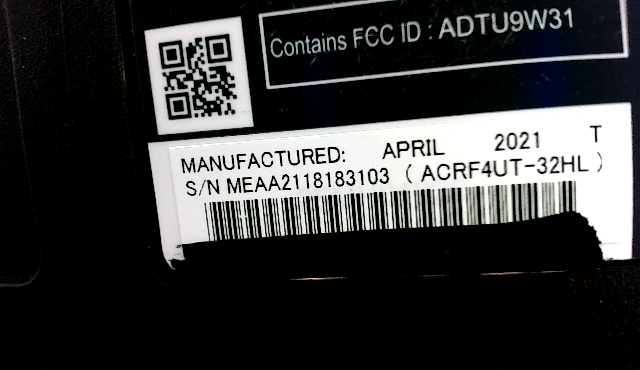 Contains FCC ID : ADTU9W31
MANUFACTURED: APRIL 2021 T
S/N MEAA2118183103 ( ACRF4UT-32HL )